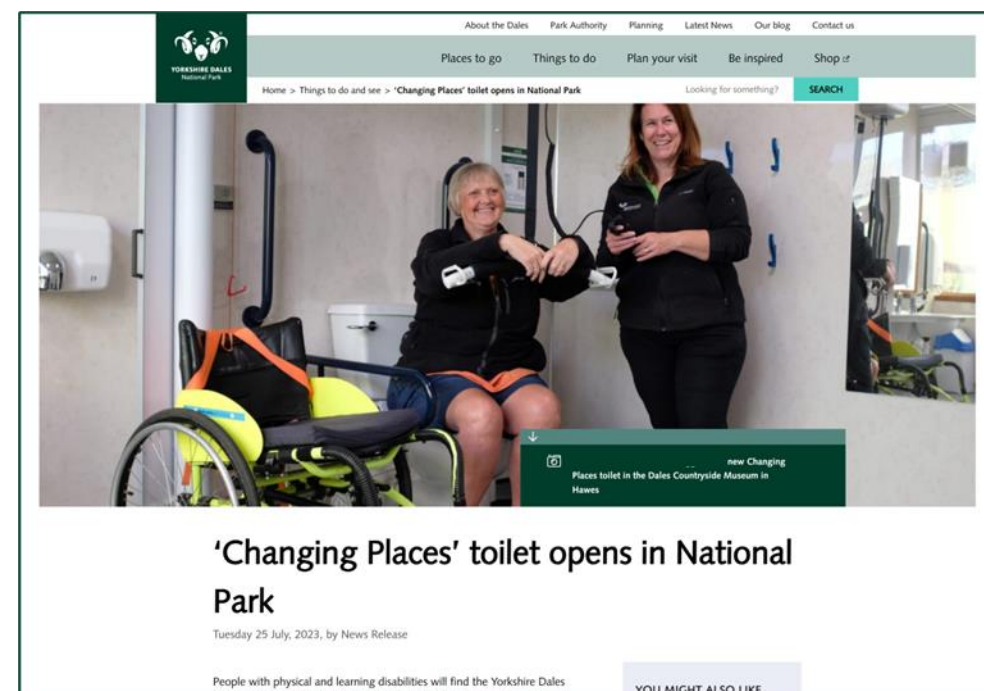 About the Dales Park Authority Planning Latest News Our blog Contact us
YORKSHIRE DALES
National Park
Places to go Things to do Plan your visit Be inspired Shop
Home > Things to do and see > 'Changing Places' toilet opens in National Park
Looking for something? SEARCH
new Changing
Places toilet in the Dales Countryside Museum in
Hawes
‘Changing Places’ toilet opens in National
Park
Tuesday 25 July, 2023, by News Release
People with physical and learning disabilities will find the Yorkshire Dales
YOU MIGHT ALSO LIKE